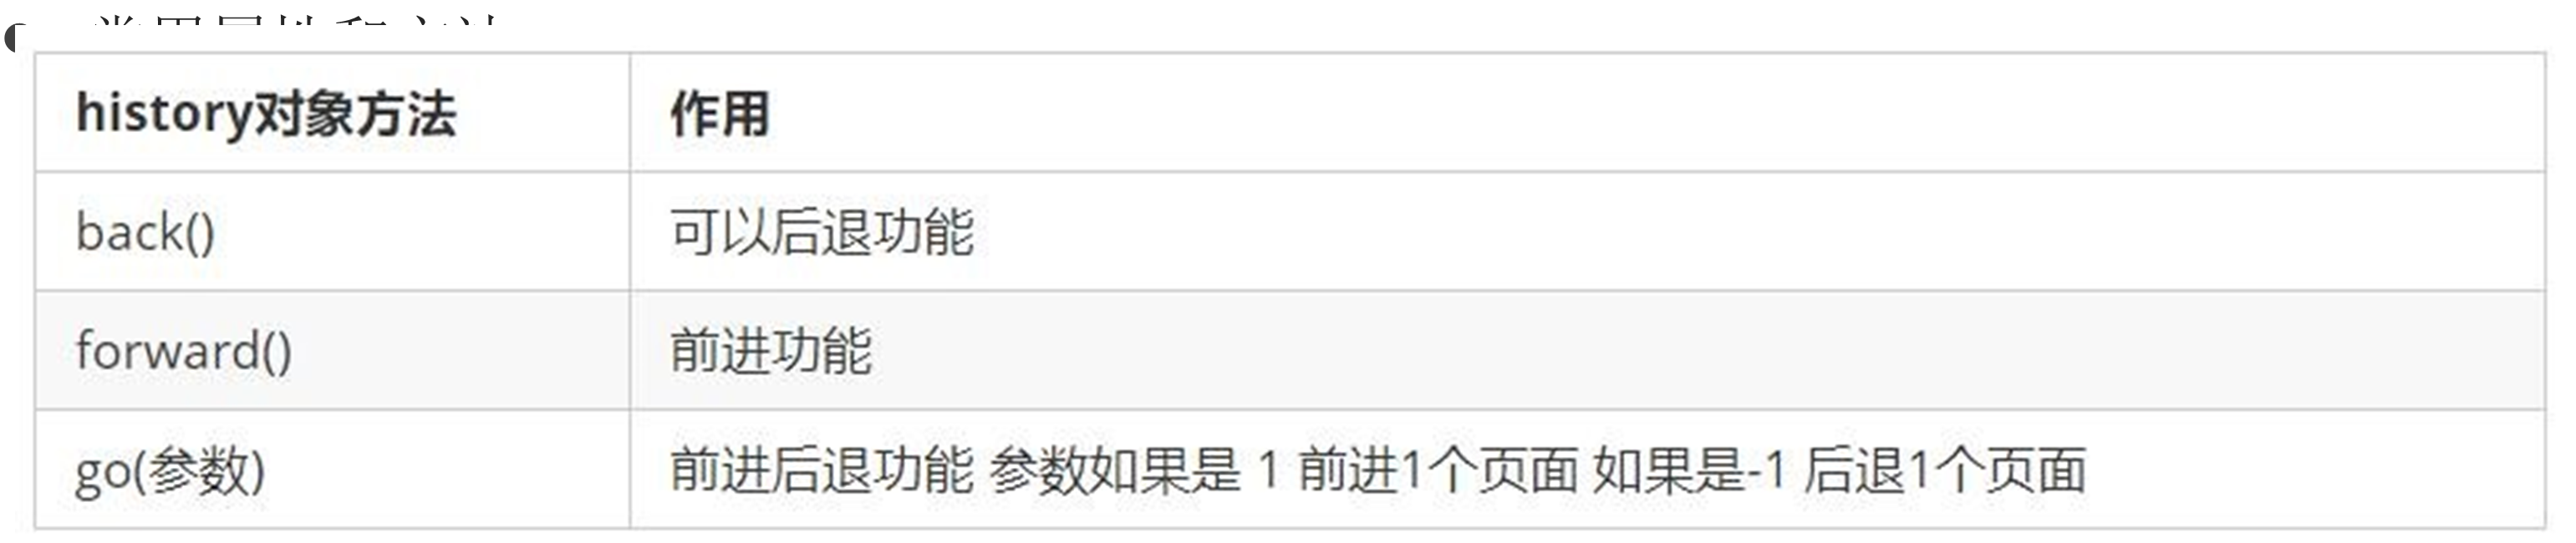 history对象方法 作用
back() 可以后退功能
forward() 前进功能
go(参数) 前进后退功能 参数如果是 1 前进1个页面 如果是-1 后退1个页面